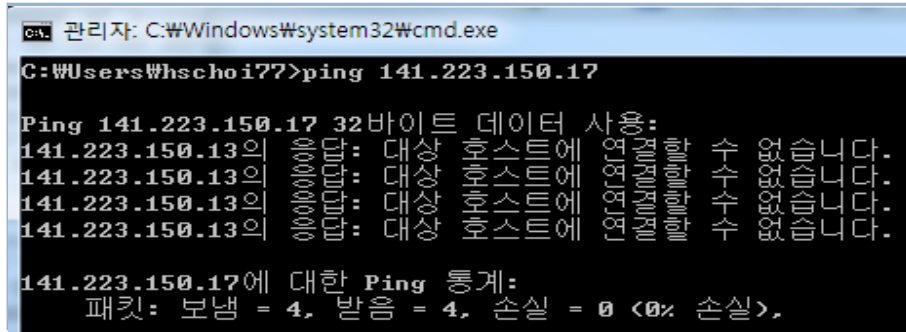 관리자: C:₩Windows₩system32₩cmd.exe
C:₩Users₩hschoi77>ping 141.223.150.17
Ping 141.223.150.17 32바이트 데이터 사용:
141.223.150.13의 응답: 대상 호스트에 연결할 수 없습니다.
141.223.150.13의 응답: 대상 호스트에 연결할 수 없습니다.
141.223.150.13의 응답: 대상 호스트에 연결할 수 없습니다.
141.223.150.13의 응답: 대상 호스트에 연결할 수 없습니다.
141.223.150.17에 대한 Ping 통계:
패킷: 보냄 = 4, 받음 = 4, 손실 = 0 <0% 손실>,